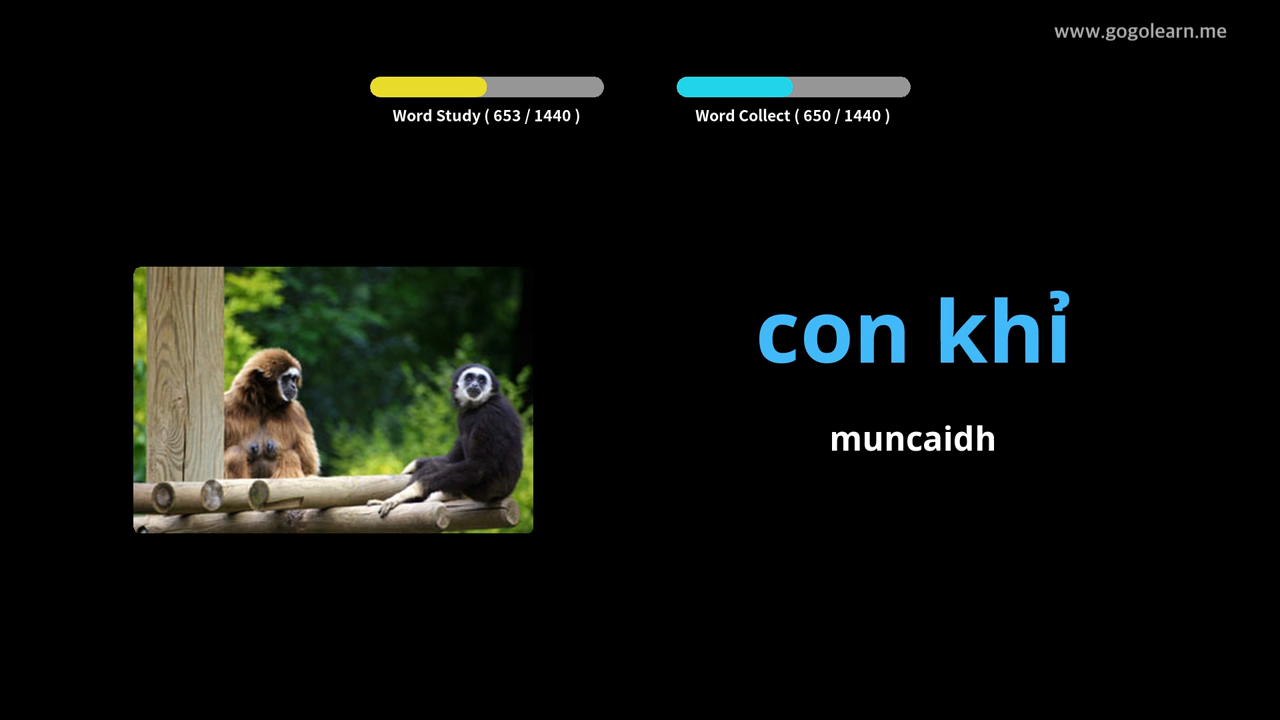 www.gogolearn.me
Word Study ( 653 / 1440 )
Word Collect ( 650 / 1440 )
con khỉ
muncaidh